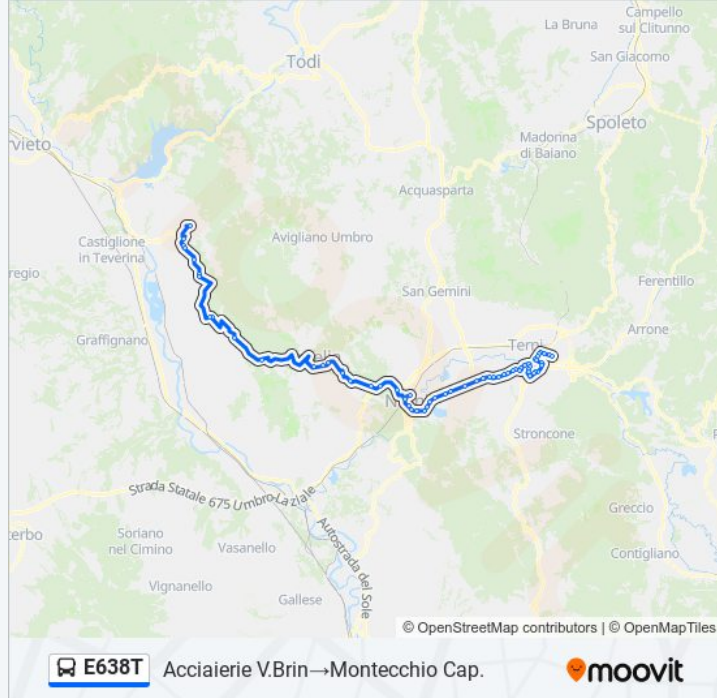 Campello
sul Clitunno
La Bruna
San Giacomo
Todi
Spoleto
rvieto
Madorina
di Baiano
Acquasparta
Castiglione
in Teverina
Avigliano Umbro
regio
San Gemini
Ferentillo
Graffignano
Terni
Arrone
Stroncone
Strada Statale 675 Umbro-Laziale
Greccio
terbo
Soriano
nel Cimino
Vasanello
Autostrada del Sole
Contigliano
Vignanello
Gallese
© OpenStreetMap contributors | © OpenMapTiles
E638T
Acciaierie V.Brin→Montecchio Cap.
moovit